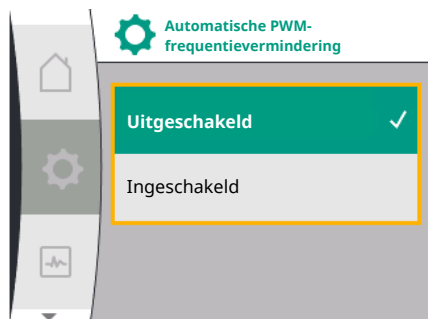 Automatische PWM-
frequentievermindering
Uitgeschakeld
Ingeschakeld